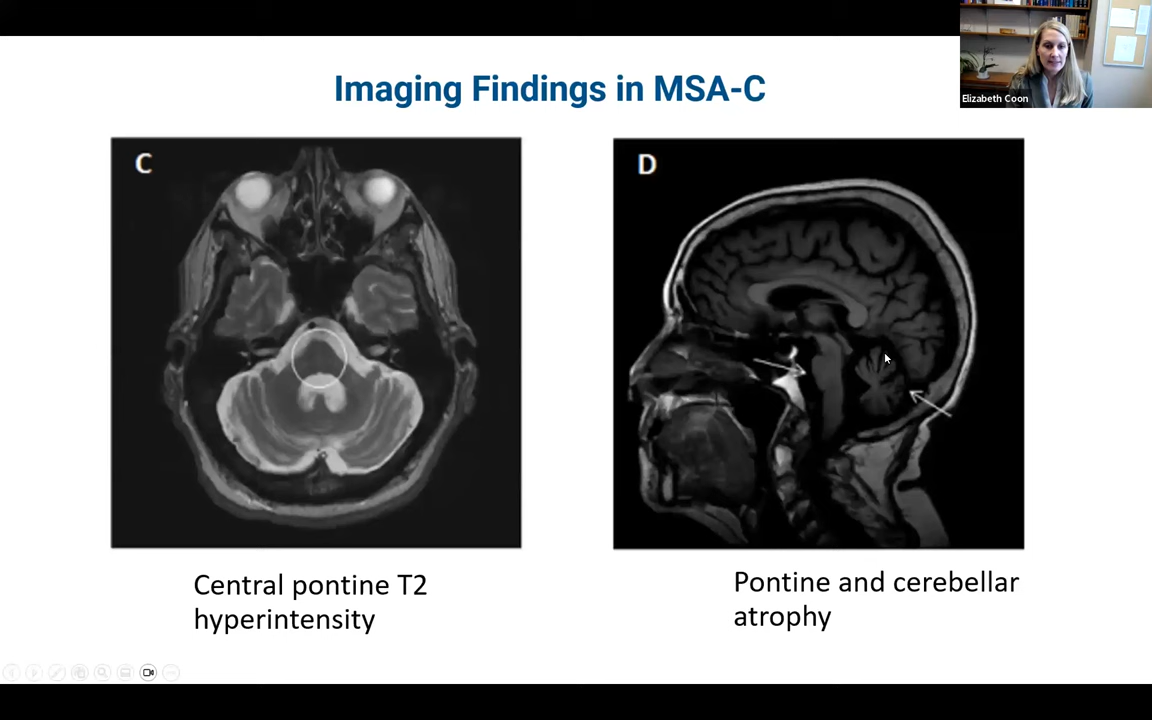 Imaging Findings in MSA-C
Elizabeth Coon
C
D
Central pontine T2
hyperintensity
Pontine and cerebellar
atrophy